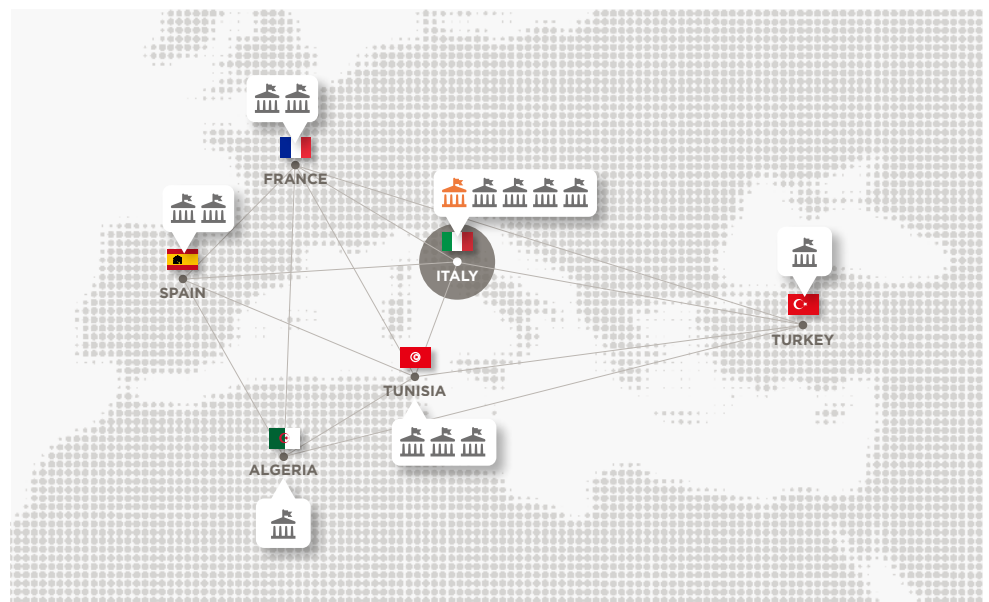 FRANCE
ITALY
SPAIN
TURKEY
TUNISIA
ALGERIA